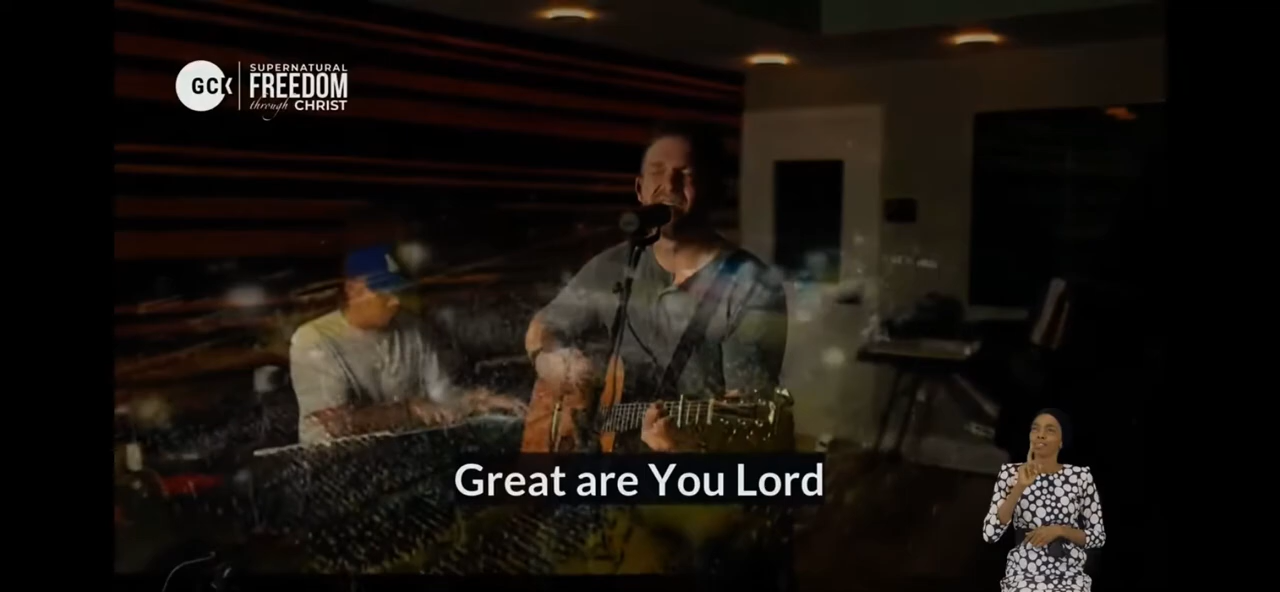 GCK
SUPERNATURAL
FREEDOM
through CHRIST
Great are You Lord